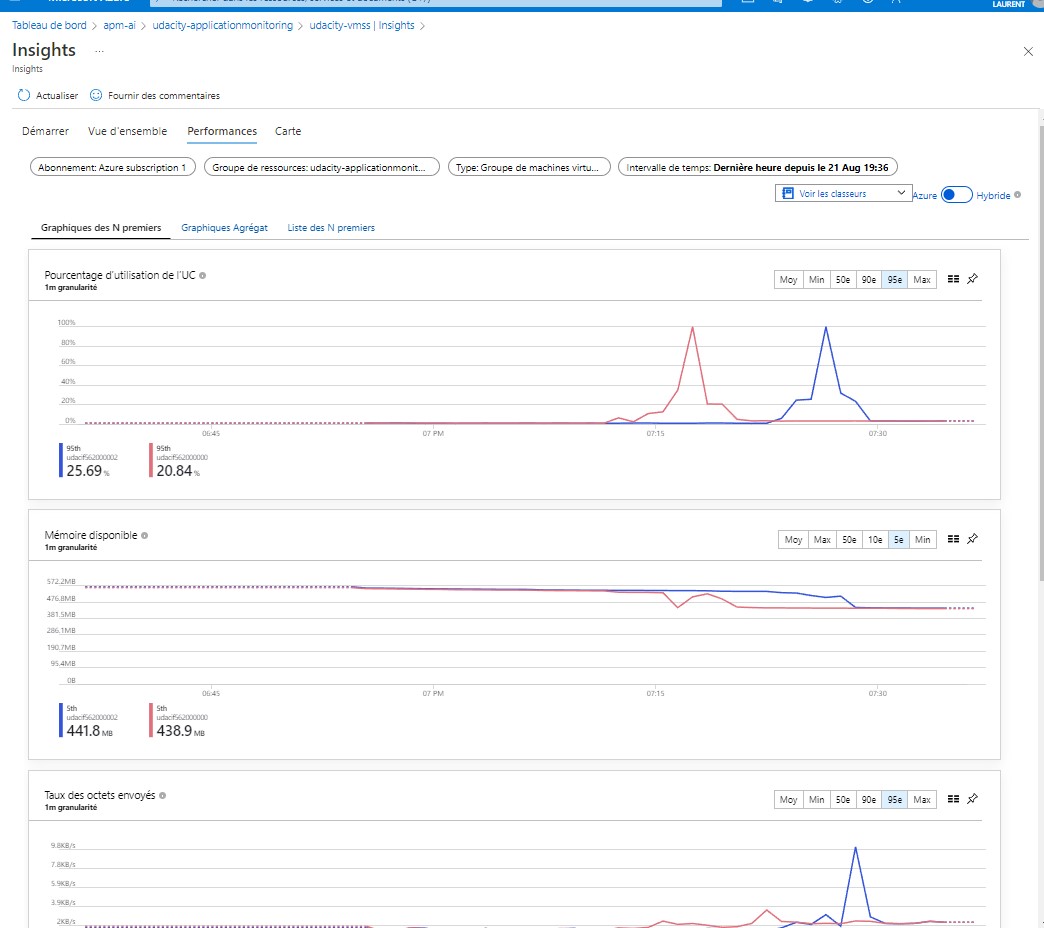 LAURENT
Tableau de bord > apm-ai > udacity-applicationmonitoring > udacity-vmss | Insights >
Insights ...
Insights
Actualiser Fournir des commentaires
Démarrer Vue d'ensemble Performances Carte
Abonnement: Azure subscription 1 Groupe de ressources: udacity-applicationmonit... Type: Groupe de machines virtu... Intervalle de temps: Dernière heure depuis le 21 Aug 19:36
Voir les classeurs Azure Hybride
Graphiques des N premiers Graphiques Agrégat Liste des N premiers
Pourcentage d'utilisation de l'UC
1m granularité
Moy Min 50e 90e 95e Max
100%
80%
60%
40%
20%
0%
06:45 07 PM 07:15 07:30
95th 95th
udacif562000002 udacif562000000
25.69% 20.84%
Mémoire disponible
1m granularité
Moy Max 50e 10e 5e Min
572.2MB
476.8MB
381.5MB
286.1MB
190.7MB
95.4MB
0B
06:45 07 PM 07:15 07:30
5th 5th
udacif562000002 udacif562000000
441.8 MB 438.9 MB
Taux des octets envoyés
1m granularité
Moy Min 50e 90e 95e Max
9.8KB/s
7.8KB/s
5.9KB/s
3.9KB/s
2KB/s